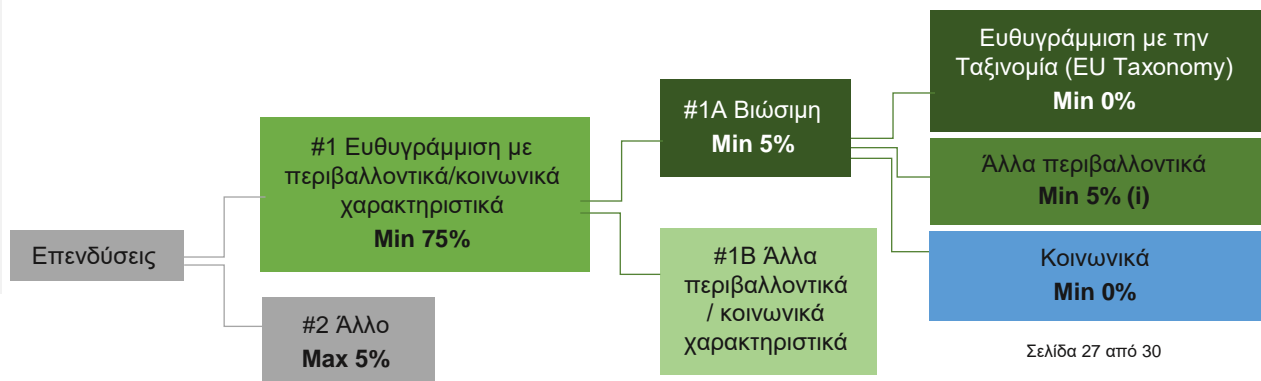 Επενδύσεις
#1 Ευθυγράμμιση με
περιβαλλοντικά/κοινωνικά
χαρακτηριστικά
Min 75%
#2 Άλλο
Max 5%
#1A Βιώσιμη
Min 5%
#1B Άλλα
περιβαλλοντικά
/ κοινωνικά
χαρακτηριστικά
Ευθυγράμμιση με την
Ταξινομία (EU Taxonomy)
Min 0%
Άλλα περιβαλλοντικά
Min 5% (i)
Κοινωνικά
Min 0%
Σελίδα 27 από 30